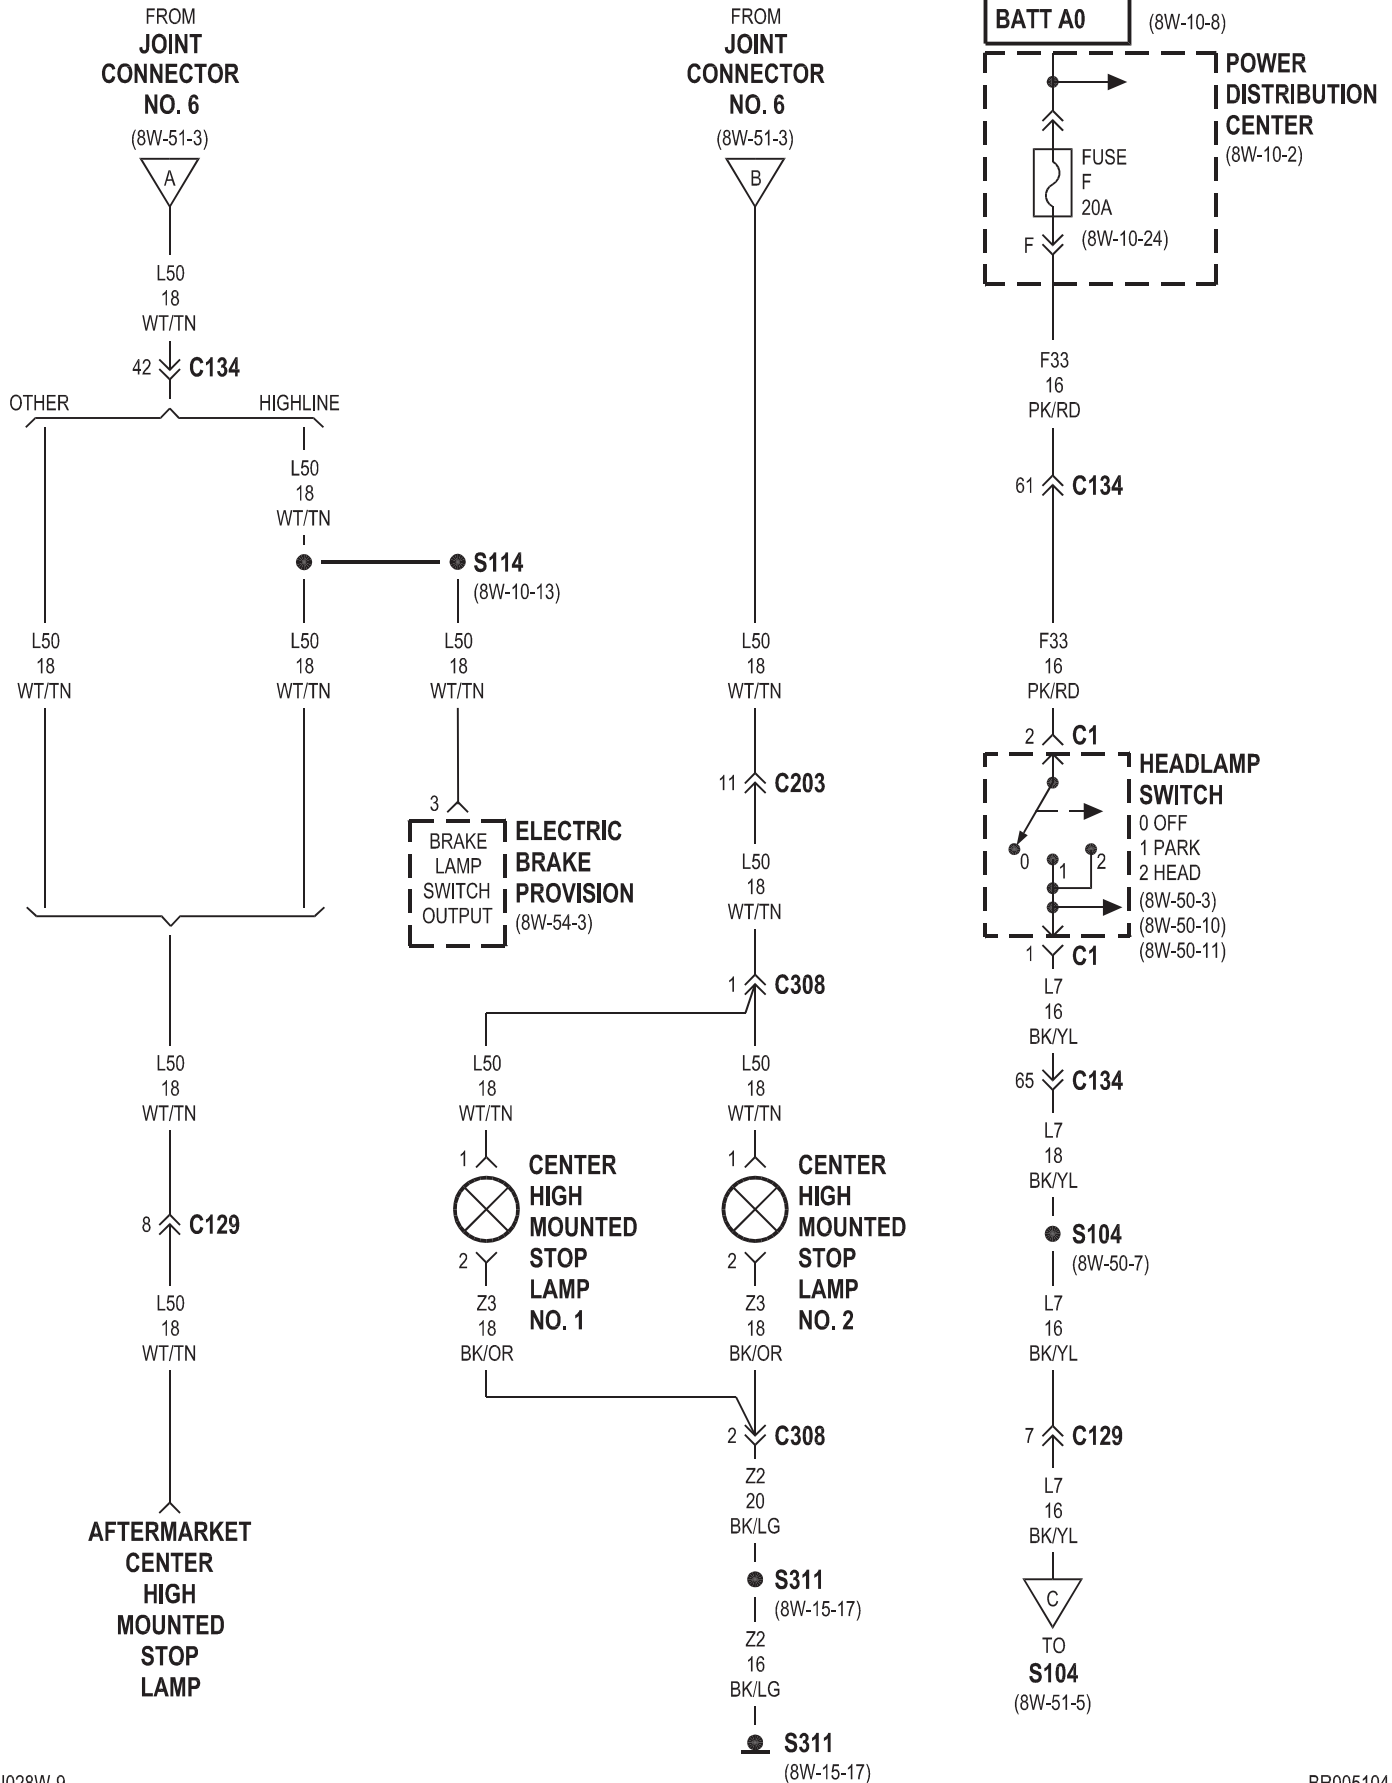 FROM
JOINT
CONNECTOR
NO. 6
(8W-51-3)
A
L50
18
WT/TN
42
C134
OTHER
HIGHLINE
L50
18
WT/TN
S114
(8W-10-13)
L50
18
WT/TN
L50
18
WT/TN
L50
18
WT/TN
3
BRAKE
LAMP
SWITCH
OUTPUT
ELECTRIC
BRAKE
PROVISION
(8W-54-3)
L50
18
WT/TN
8
C129
L50
18
WT/TN
AFTERMARKET
CENTER
HIGH
MOUNTED
STOP
LAMP
FROM
JOINT
CONNECTOR
NO. 6
(8W-51-3)
B
L50
18
WT/TN
11
C203
L50
18
WT/TN
1
C308
L50
18
WT/TN
1
CENTER
HIGH
MOUNTED
STOP
LAMP
NO. 1
2
Z3
18
BK/OR
L50
18
WT/TN
1
CENTER
HIGH
MOUNTED
STOP
LAMP
NO. 2
2
Z3
18
BK/OR
2
C308
Z2
20
BK/LG
S311
(8W-15-17)
Z2
16
BK/LG
S311
(8W-15-17)
BATT A0
(8W-10-8)
POWER
DISTRIBUTION
CENTER
(8W-10-2)
FUSE
F
20A
(8W-10-24)
F
F33
16
PK/RD
61
C134
F33
16
PK/RD
2
C1
HEADLAMP
SWITCH
0 OFF
1 PARK
2 HEAD
(8W-50-3)
(8W-50-10)
(8W-50-11)
0
1
2
1
C1
L7
16
BK/YL
65
C134
L7
18
BK/YL
S104
(8W-50-7)
L7
16
BK/YL
7
C129
L7
16
BK/YL
C
TO
S104
(8W-51-5)